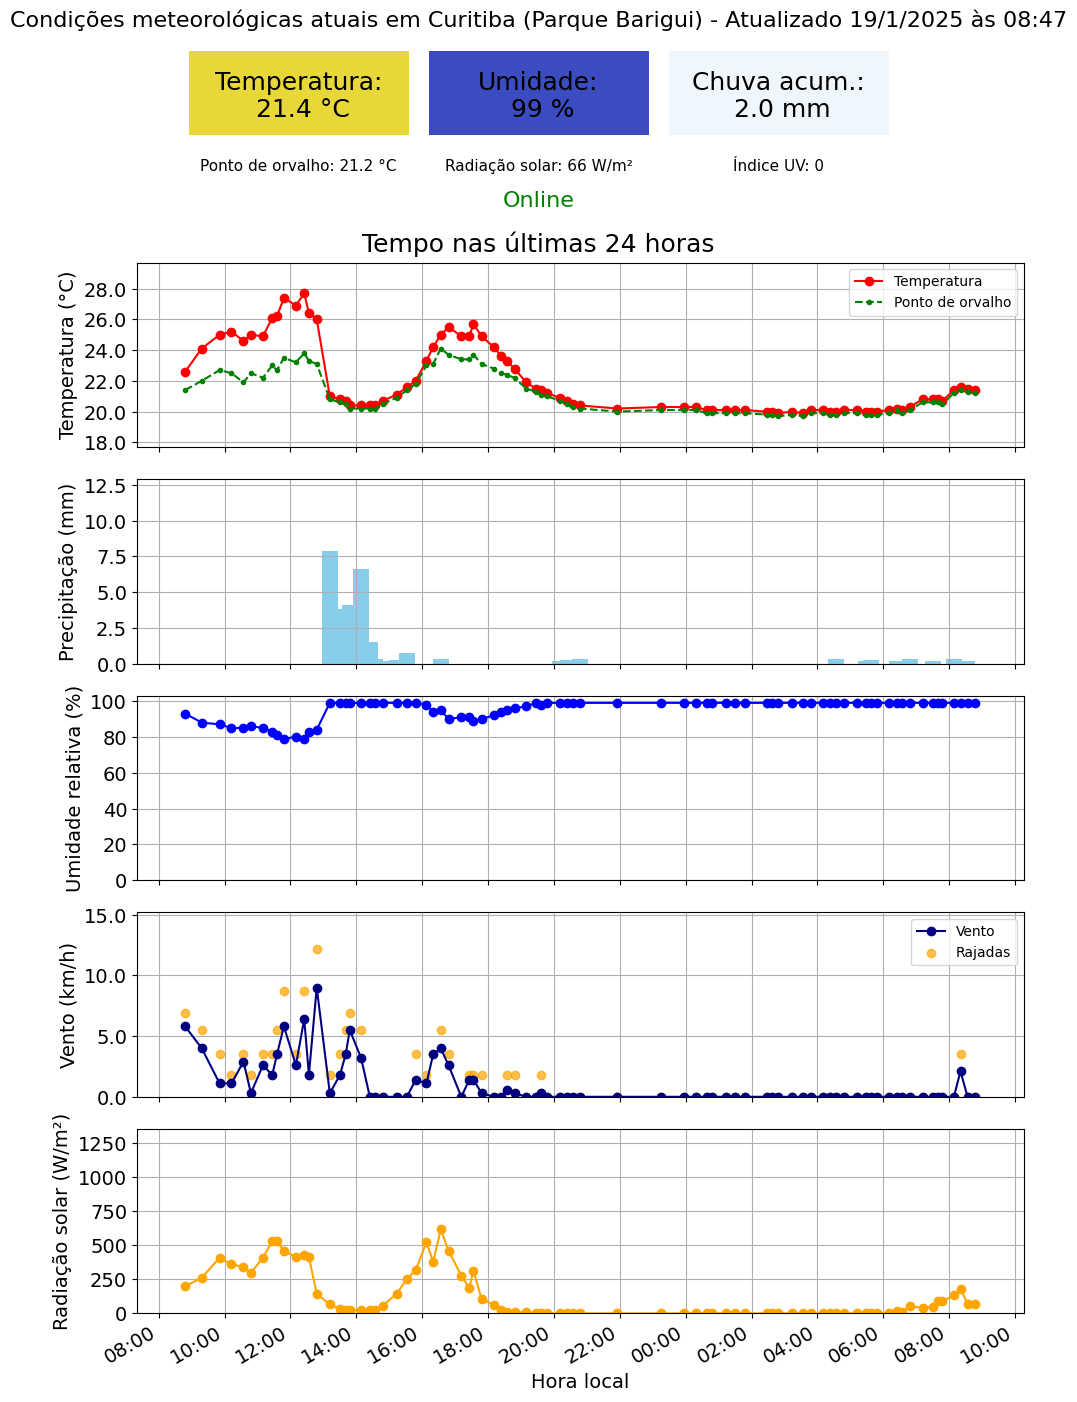 Condições meteorológicas atuais em Curitiba (Parque Barigui) - Atualizado 19/1/2025 às 08:47
Temperatura:
21.4 °C
Umidade:
99 %
Chuva acum.:
2.0 mm
Ponto de orvalho: 21.2 °C
Radiação solar: 66 W/m²
Índice UV: 0
Online
Tempo nas últimas 24 horas
Temperatura (°C)
28.0
26.0
24.0
22.0
20.0
18.0
Temperatura
Ponto de orvalho
Precipitação (mm)
12.5
10.0
7.5
5.0
2.5
0.0
Umidade relativa (%)
100
80
60
40
20
0
Vento (km/h)
15.0
10.0
5.0
0.0
Vento
Rajadas
Radiação solar (W/m²)
1250
1000
750
500
250
0
08:00
10:00
12:00
14:00
16:00
18:00
20:00
22:00
00:00
02:00
04:00
06:00
08:00
10:00
Hora local